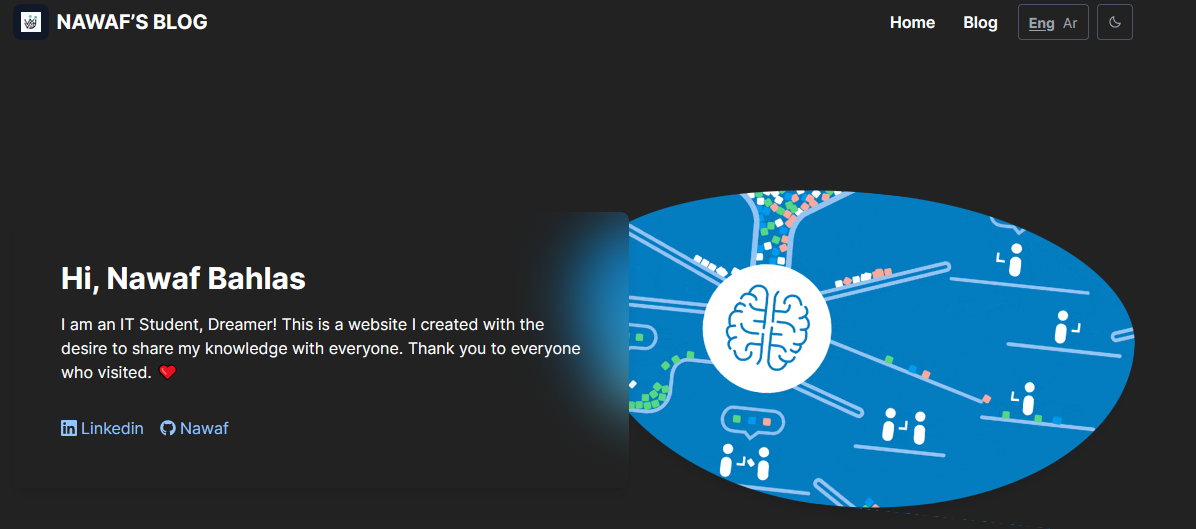 NAWAF’S BLOG
Home Blog Eng Ar
Hi, Nawaf Bahlas
I am an IT Student, Dreamer! This is a website I created with the
desire to share my knowledge with everyone. Thank you to everyone
who visited. ❤️
Linkedin Nawaf